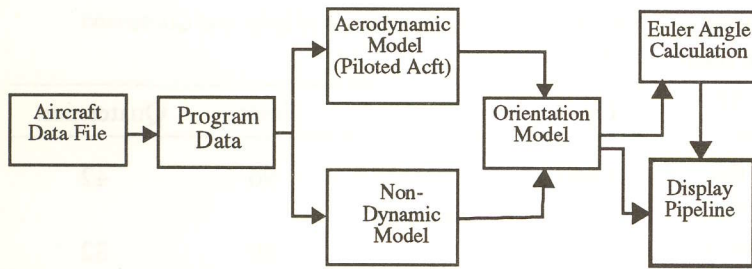 Aircraft
Data File
Program
Data
Aerodynamic
Model
(Piloted Acft)
Non-
Dynamic
Model
Orientation
Model
Euler Angle
Calculation
Display
Pipeline